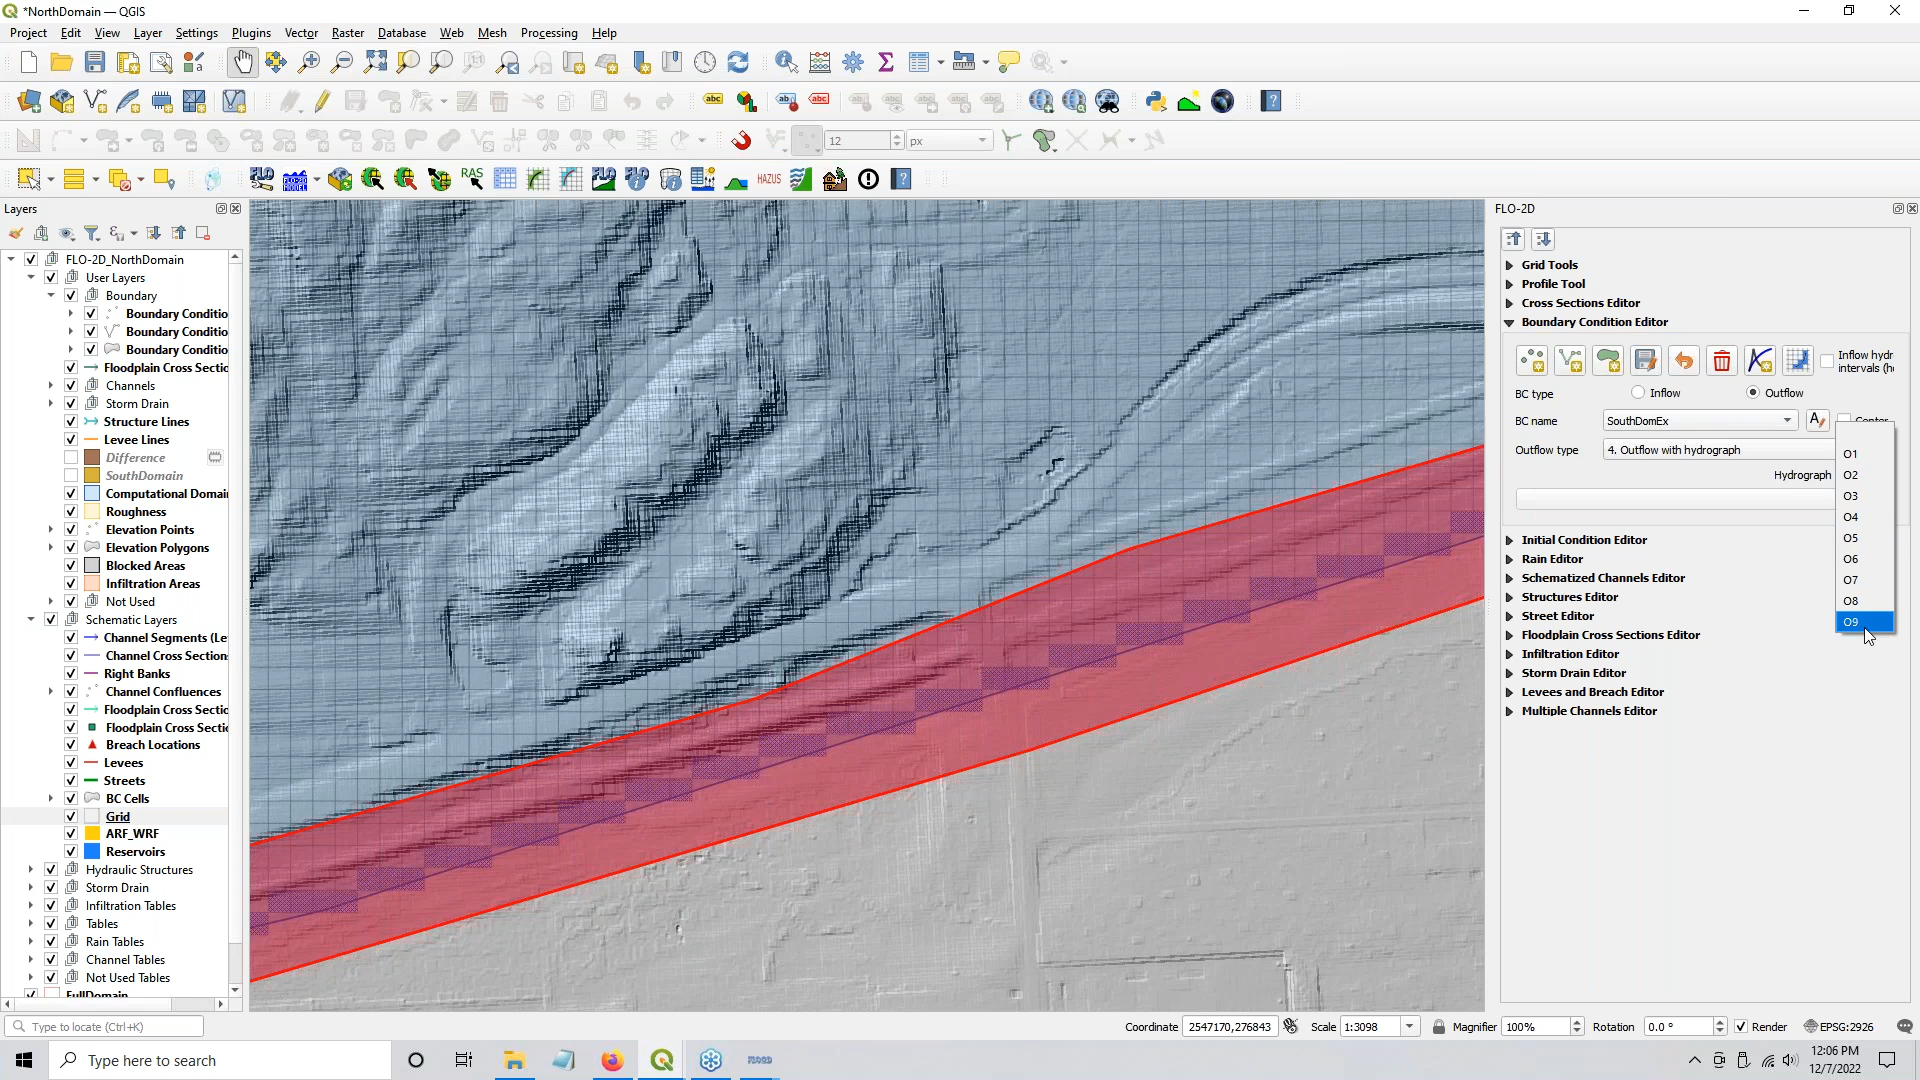 *NorthDomain — QGIS
Project Edit View Layer Settings Plugins Vector Raster Database Web Mesh Processing Help
12 px
RAS HAZUS
Layers
FLO-2D_NorthDomain
User Layers
Boundary
Boundary Conditio
Boundary Conditio
Boundary Conditio
Floodplain Cross Sectio
Channels
Storm Drain
Structure Lines
Levee Lines
Difference
SouthDomain
Computational Domai
Roughness
Elevation Points
Elevation Polygons
Blocked Areas
Infiltration Areas
Not Used
Schematic Layers
Channel Segments (Le
Channel Cross Section
Right Banks
Channel Confluences
Floodplain Cross Sectio
Floodplain Cross Secti
Breach Locations
Levees
Streets
BC Cells
Grid
ARF_WRF
Reservoirs
Hydraulic Structures
Storm Drain
Infiltration Tables
Tables
Rain Tables
Channel Tables
Not Used Tables
FullDomain
FLO-2D
Grid Tools
Profile Tool
Cross Sections Editor
Boundary Condition Editor
Inflow hydr
intervals (h
BC type Inflow Outflow
BC name SouthDomEx Center
Outflow type 4. Outflow with hydrograph
Hydrograph
O1
O2
O3
O4
O5
O6
O7
O8
O9
Initial Condition Editor
Rain Editor
Schematized Channels Editor
Structures Editor
Street Editor
Floodplain Cross Sections Editor
Infiltration Editor
Storm Drain Editor
Levees and Breach Editor
Multiple Channels Editor
Type to locate (Ctrl+K) Coordinate 2547170,276843 Scale 1:3098 Magnifier 100% Rotation 0.0 ° Render EPSG:2926
Type here to search
12:06 PM
12/7/2022